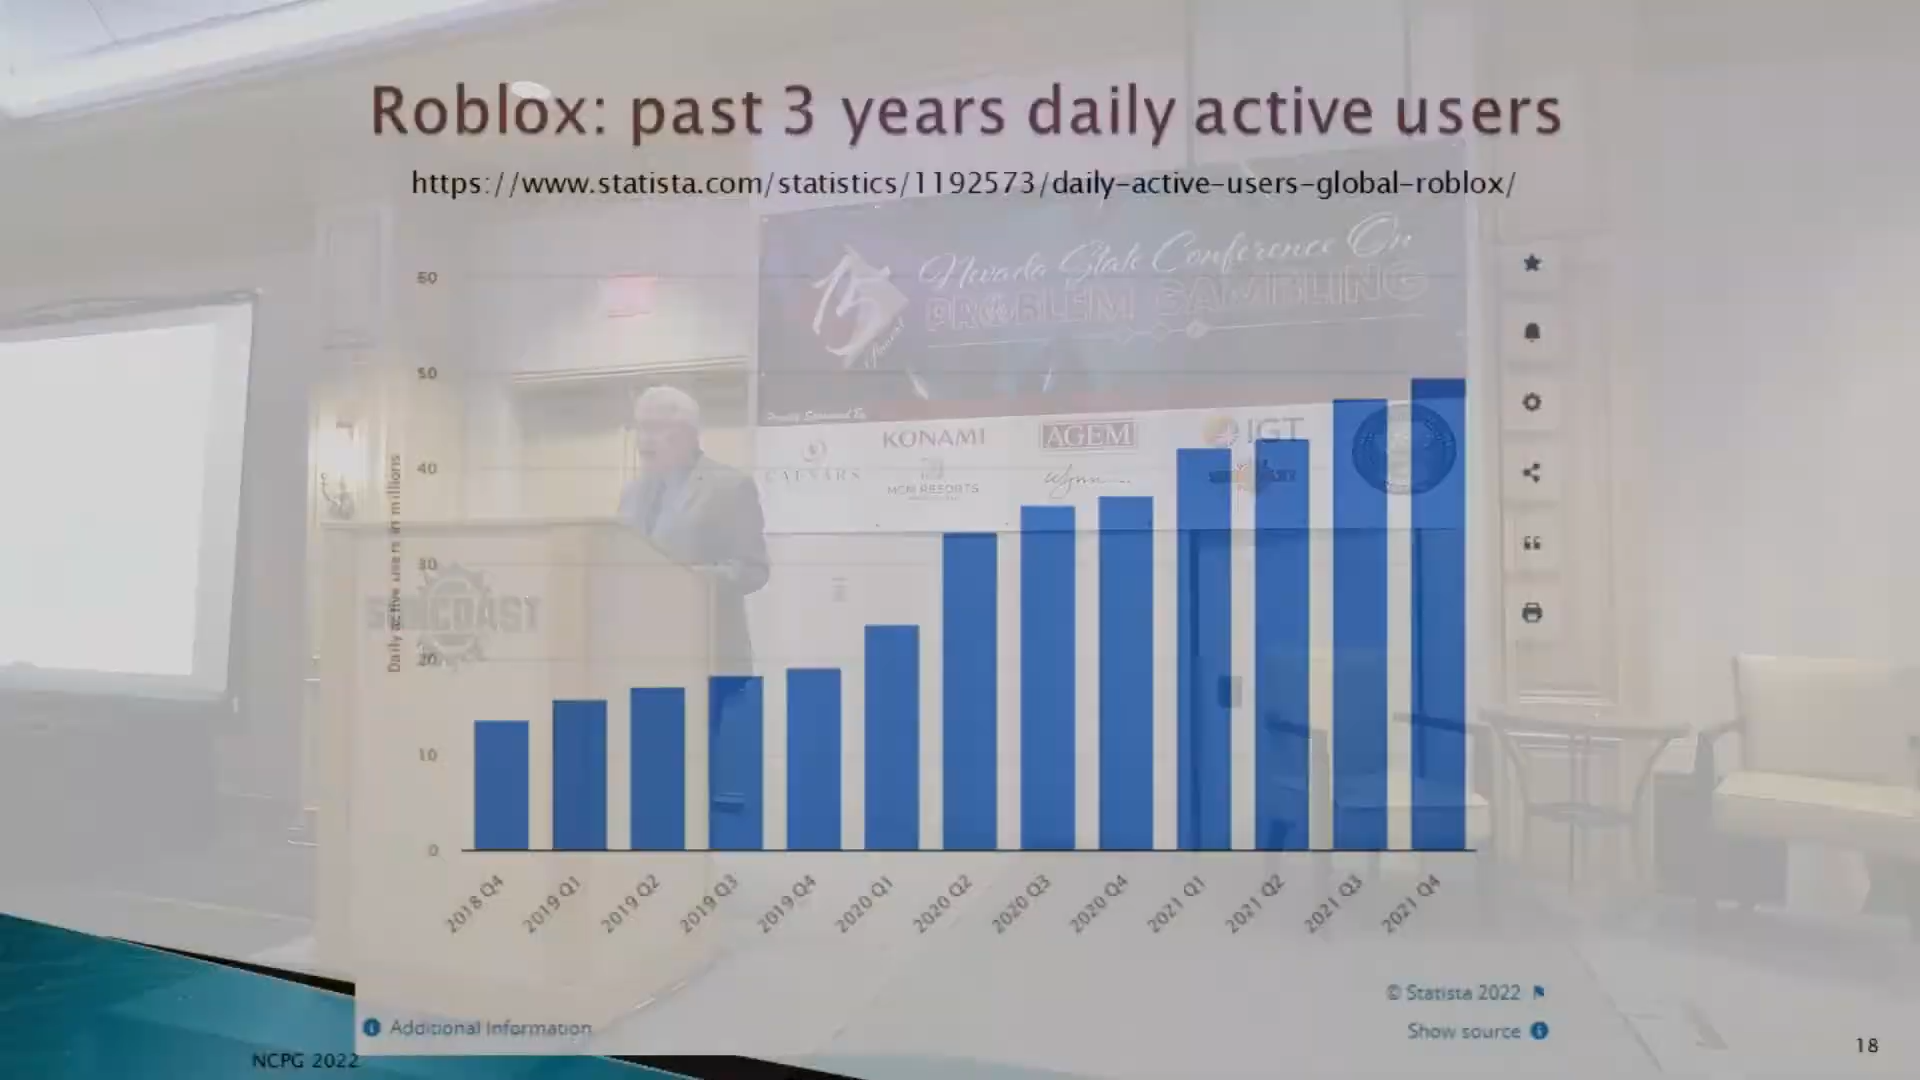 Roblox: past 3 years daily active users
https://www.statista.com/statistics/1192573/daily-active-users-global-roblox/
15
Annual
Nevada State Conference On
PROBLEM GAMBLING
CAESARS
KONAMI
MGM RESORTS
AGEM
Wynn
IGT
SUNCOAST
Daily active users in millions
60
50
40
30
20
10
0
2018 Q4
2019 Q1
2019 Q2
2019 Q3
2019 Q4
2020 Q1
2020 Q2
2020 Q3
2020 Q4
2021 Q1
2021 Q2
2021 Q3
2021 Q4
© Statista 2022
Additional Information
Show source
NCPG 2022
18